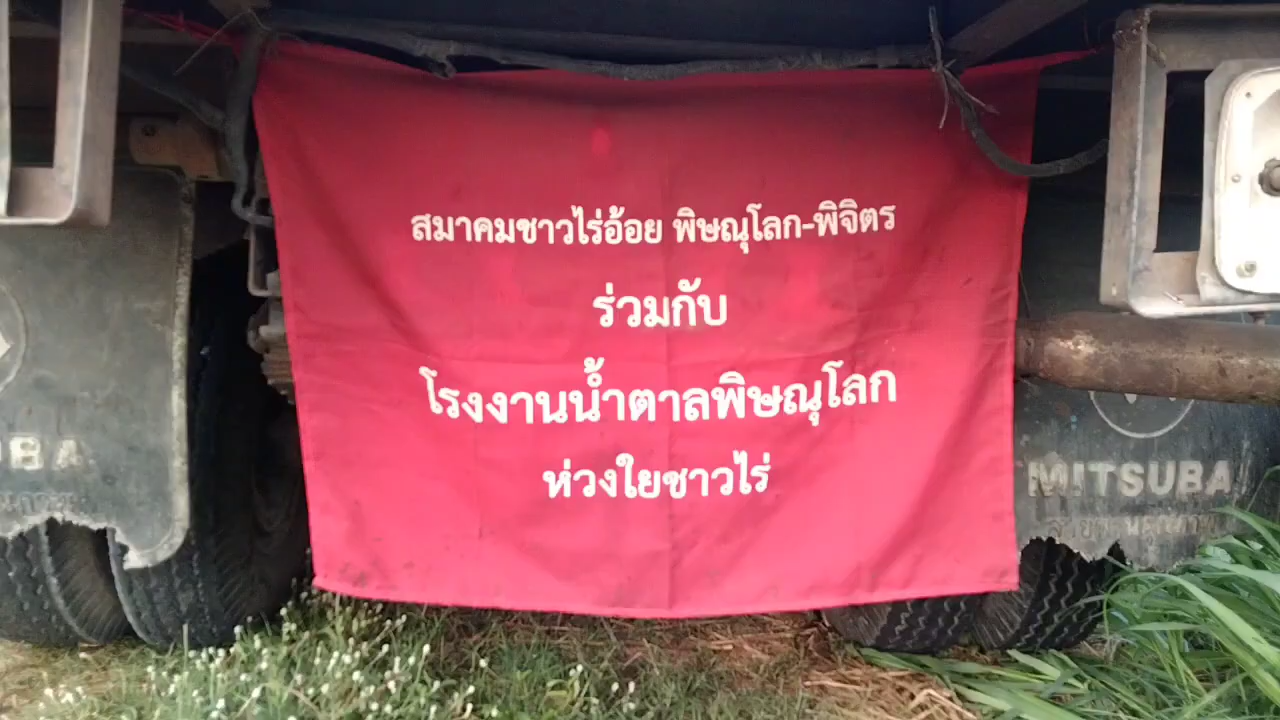 สมาคมชาวไร่อ้อย พิษณุโลก-พิจิตร
ร่วมกับ
โรงงานน้ำตาลพิษณุโลก
ห่วงใยชาวไร่
UBA
MITSUBA